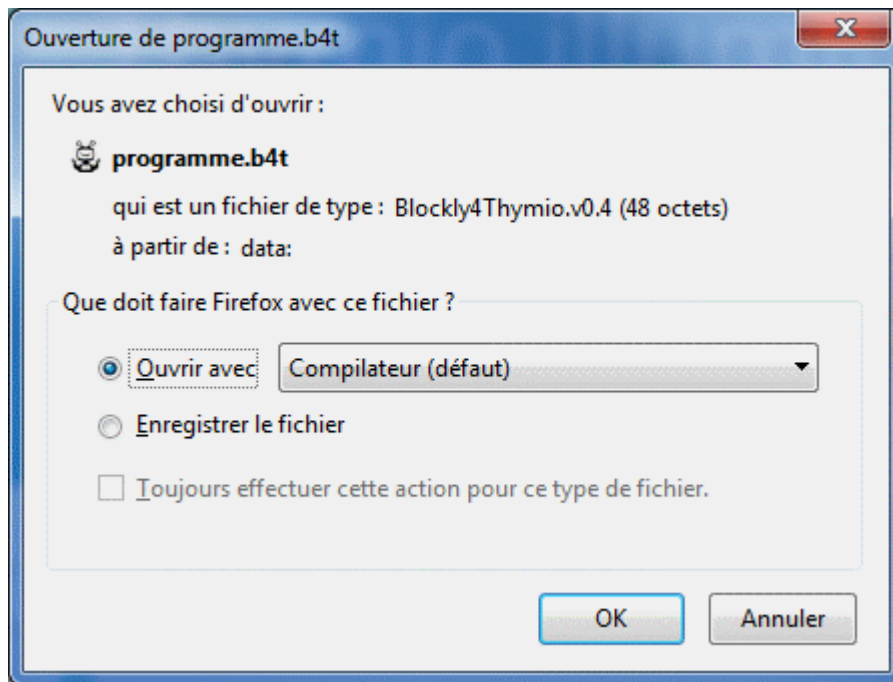 Ouverture de programme.b4t
Vous avez choisi d'ouvrir :
programme.b4t
qui est un fichier de type : Blockly4Thymio.v0.4 (48 octets)
à partir de : data:
Que doit faire Firefox avec ce fichier ?
Ouvrir avec Compilateur (défaut)
Enregistrer le fichier
Toujours effectuer cette action pour ce type de fichier.
OK Annuler